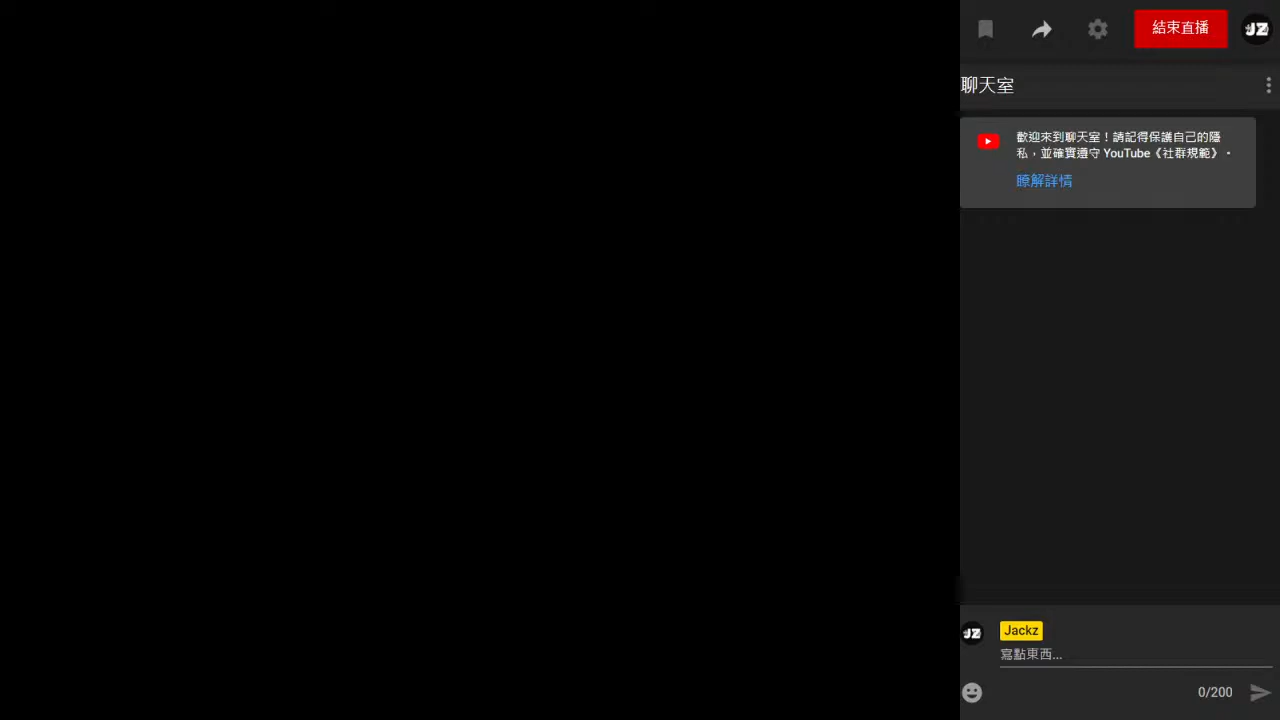 結束直播
JZ
聊天室
歡迎來到聊天室！請記得保護自己的隱
私，並確實遵守 YouTube《社群規範》。
瞭解詳情
JZ
Jackz
寫點東西...
0/200